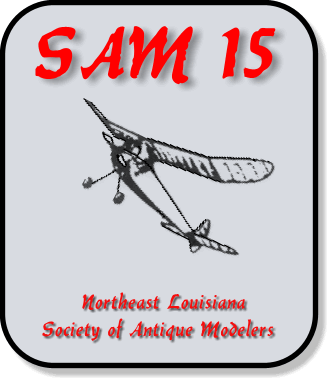 SAM 15
Northeast Louisiana
Society of Antique Modelers